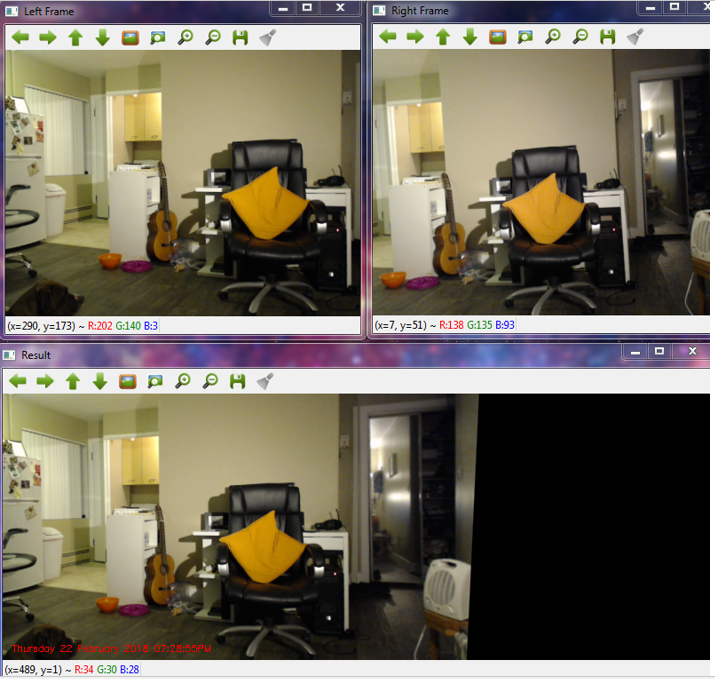 Left Frame
Right Frame
(x=290, y=173) ~ R:202 G:140 B:3
(x=7, y=51) ~ R:138 G:135 B:93
Result
Thursday 22 February 2018 07:28:55PM
(x=489, y=1) ~ R:34 G:30 B:28